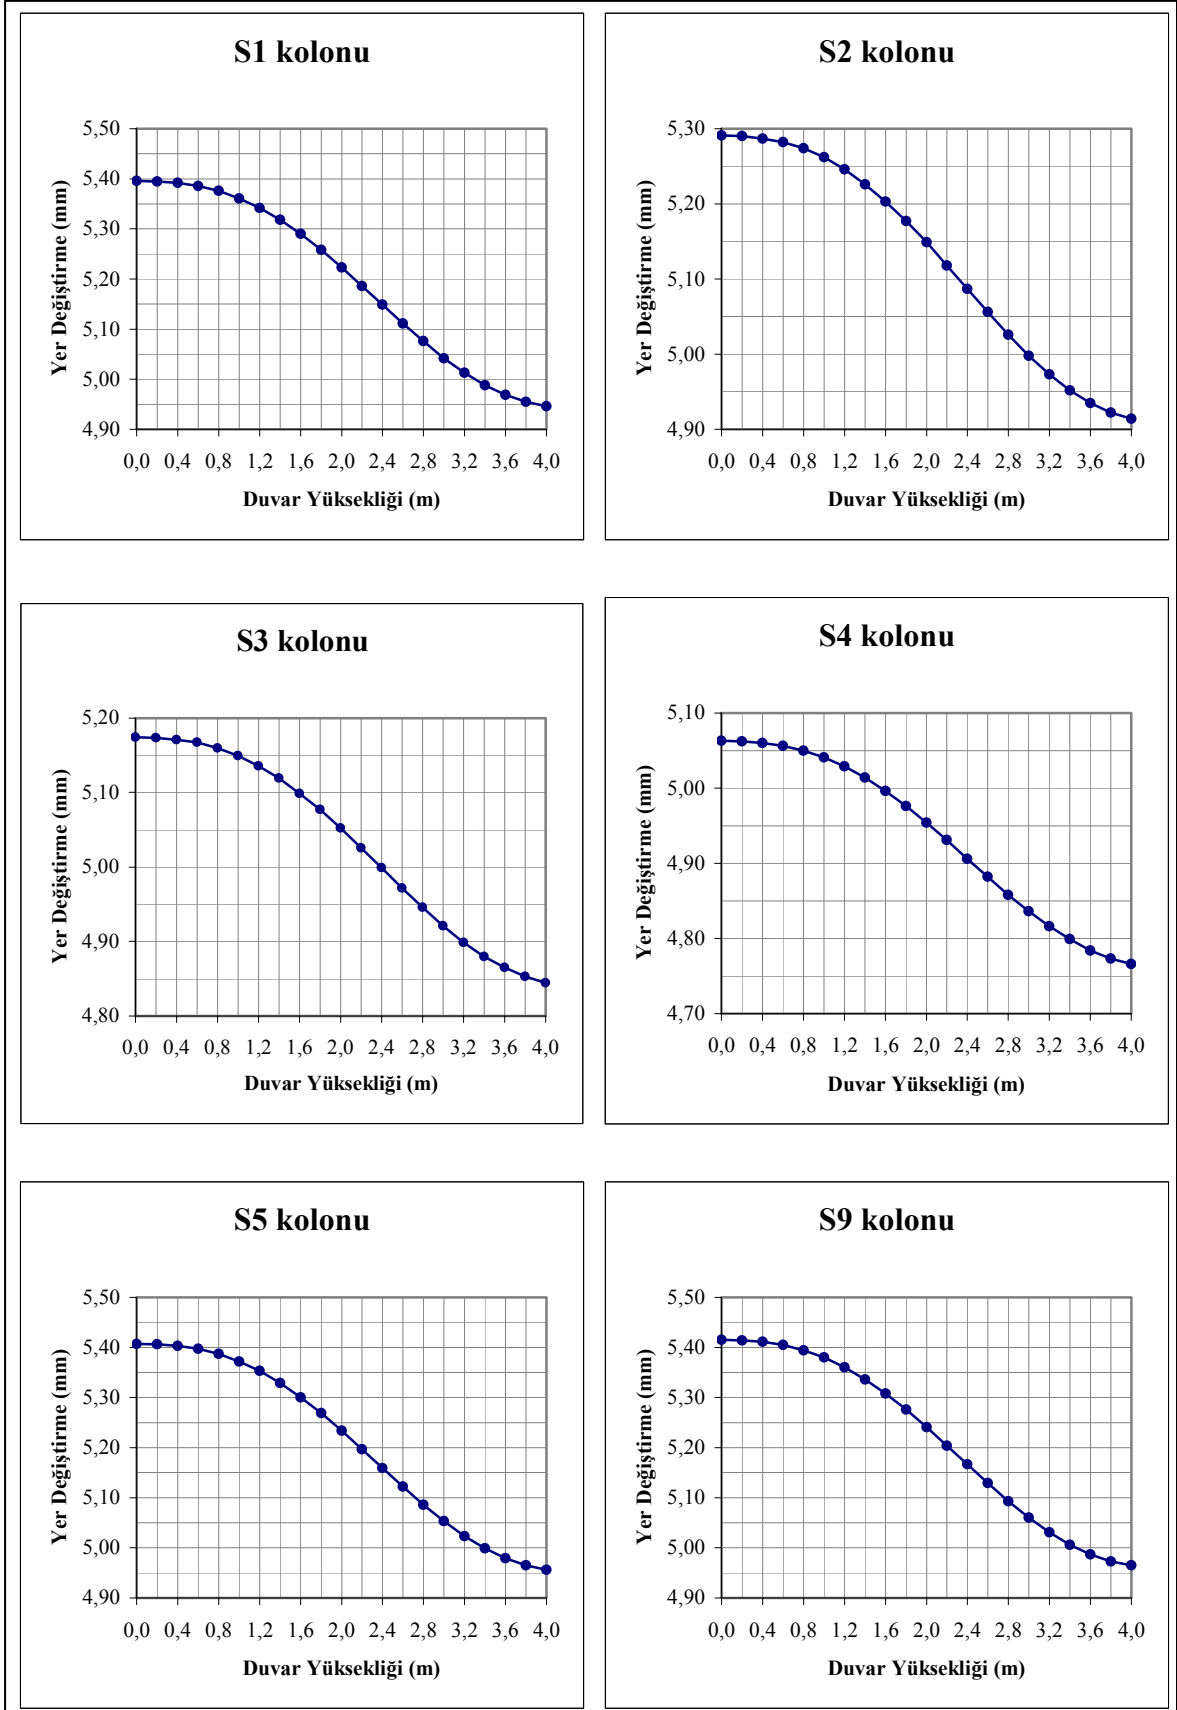 S1 kolonu
Yer Değiştirme (mm)
5,50
5,40
5,30
5,20
5,10
5,00
4,90
0,0 0,4 0,8 1,2 1,6 2,0 2,4 2,8 3,2 3,6 4,0
Duvar Yüksekliği (m)
S2 kolonu
Yer Değiştirme (mm)
5,30
5,20
5,10
5,00
4,90
0,0 0,4 0,8 1,2 1,6 2,0 2,4 2,8 3,2 3,6 4,0
Duvar Yüksekliği (m)
S3 kolonu
Yer Değiştirme (mm)
5,20
5,10
5,00
4,90
4,80
0,0 0,4 0,8 1,2 1,6 2,0 2,4 2,8 3,2 3,6 4,0
Duvar Yüksekliği (m)
S4 kolonu
Yer Değiştirme (mm)
5,10
5,00
4,90
4,80
4,70
0,0 0,4 0,8 1,2 1,6 2,0 2,4 2,8 3,2 3,6 4,0
Duvar Yüksekliği (m)
S5 kolonu
Yer Değiştirme (mm)
5,50
5,40
5,30
5,20
5,10
5,00
4,90
0,0 0,4 0,8 1,2 1,6 2,0 2,4 2,8 3,2 3,6 4,0
Duvar Yüksekliği (m)
S9 kolonu
Yer Değiştirme (mm)
5,50
5,40
5,30
5,20
5,10
5,00
4,90
0,0 0,4 0,8 1,2 1,6 2,0 2,4 2,8 3,2 3,6 4,0
Duvar Yüksekliği (m)